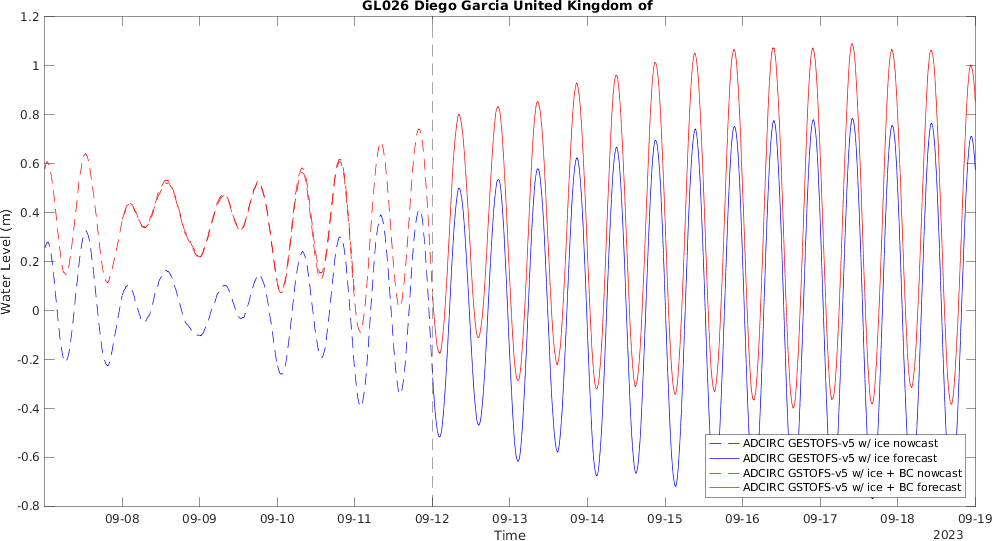 GL026 Diego Garcia United Kingdom of
1.2
1
0.8
0.6
0.4
0.2
0
-0.2
-0.4
-0.6
-0.8
Water Level (m)
ADCIRC GESTOFS-v5 w/ ice nowcast
ADCIRC GESTOFS-v5 w/ ice forecast
ADCIRC GSTOFS-v5 w/ ice + BC nowcast
ADCIRC GSTOFS-v5 w/ ice + BC forecast
09-08 09-09 09-10 09-11 09-12 09-13 09-14 09-15 09-16 09-17 09-18 09-19
Time
2023